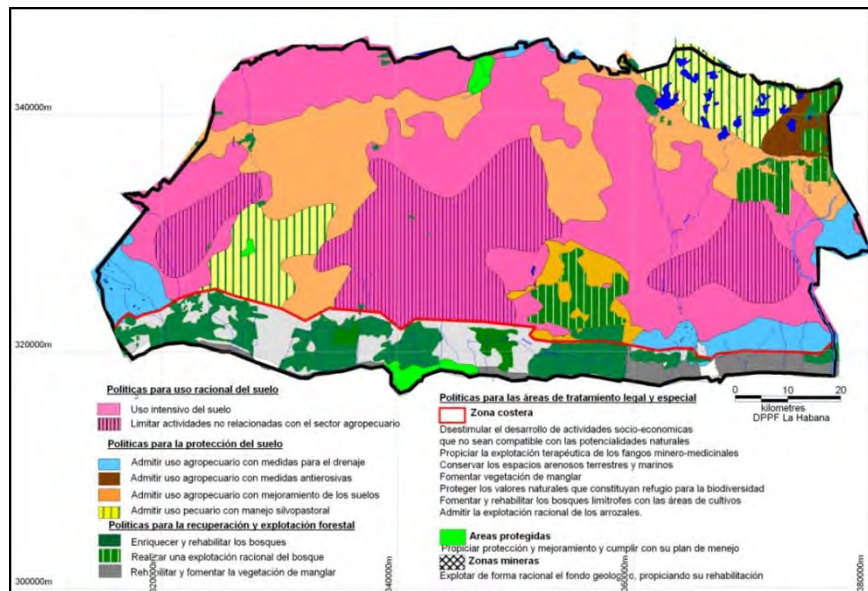 340000m
320000m
300000m
320000m
340000m
360000m
380000m
0 10 20
kilometres
DPPF La Habana
Políticas para uso racional del suelo
Uso intensivo del suelo
Limitar actividades no relacionadas con el sector agropecuario
Políticas para la protección del suelo
Admitir uso agropecuario con medidas para el drenaje
Admitir uso agropecuario con medidas antierosivas
Admitir uso agropecuario con mejoramiento de los suelos
Admitir uso pecuario con manejo silvopastoral
Políticas para la recuperación y explotación forestal
Enriquecer y rehabilitar los bosques
Realizar una explotación racional del bosque
Rehabilitar y fomentar la vegetación de manglar
Políticas para las áreas de tratamiento legal y especial
Zona costera
Dsestimular el desarrollo de actividades socio-economicas
que no sean compatible con las potencialidades naturales
Propiciar la explotación terapéutica de los fangos minero-medicinales
Conservar los espacios arenosos terrestres y marinos
Fomentar vegetación de manglar
Proteger los valores naturales que constituyan refugio para la biodiversidad
Fomentar y rehabilitar los bosques limítrofes con las áreas de cultivos
Admitir la explotación racional de los arrozales.
Areas protegidas
Propiciar protección y mejoramiento y cumplir con su plan de menejo
Zonas mineras
Explotar de forma racional el fondo geologico, propiciando su rehabilitación